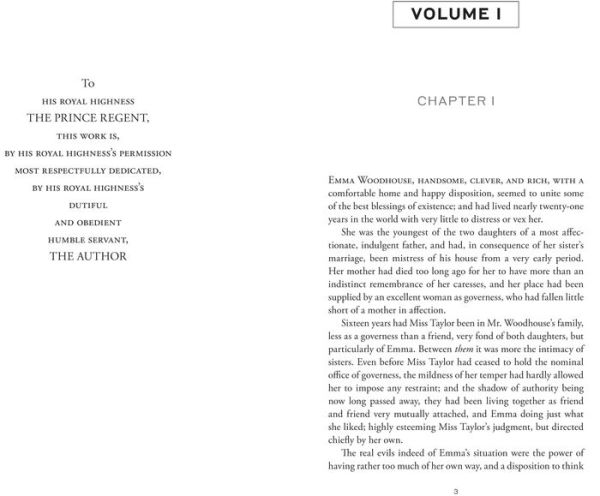 To
HIS ROYAL HIGHNESS
THE PRINCE REGENT,
THIS WORK IS,
BY HIS ROYAL HIGHNESS'S PERMISSION
MOST RESPECTFULLY DEDICATED,
BY HIS ROYAL HIGHNESS'S
DUTIFUL
AND OBEDIENT
HUMBLE SERVANT,
THE AUTHOR
VOLUME I
CHAPTER I
EMMA WOODHOUSE, HANDSOME, CLEVER, AND RICH, WITH A
comfortable home and happy disposition, seemed to unite some
of the best blessings of existence; and had lived nearly twenty-one
years in the world with very little to distress or vex her.
She was the youngest of the two daughters of a most affec-
tionate, indulgent father, and had, in consequence of her sister's
marriage, been mistress of his house from a very early period.
Her mother had died too long ago for her to have more than an
indistinct remembrance of her caresses, and her place had been
supplied by an excellent woman as governess, who had fallen little
short of a mother in affection.
Sixteen years had Miss Taylor been in Mr. Woodhouse's family,
less as a governess than a friend, very fond of both daughters, but
particularly of Emma. Between them it was more the intimacy of
sisters. Even before Miss Taylor had ceased to hold the nominal
office of governess, the mildness of her temper had hardly allowed
her to impose any restraint; and the shadow of authority being
now long passed away, they had been living together as friend
and friend very mutually attached, and Emma doing just what
she liked; highly esteeming Miss Taylor's judgment, but directed
chiefly by her own.
The real evils indeed of Emma's situation were the power of
having rather too much of her own way, and a disposition to think
3